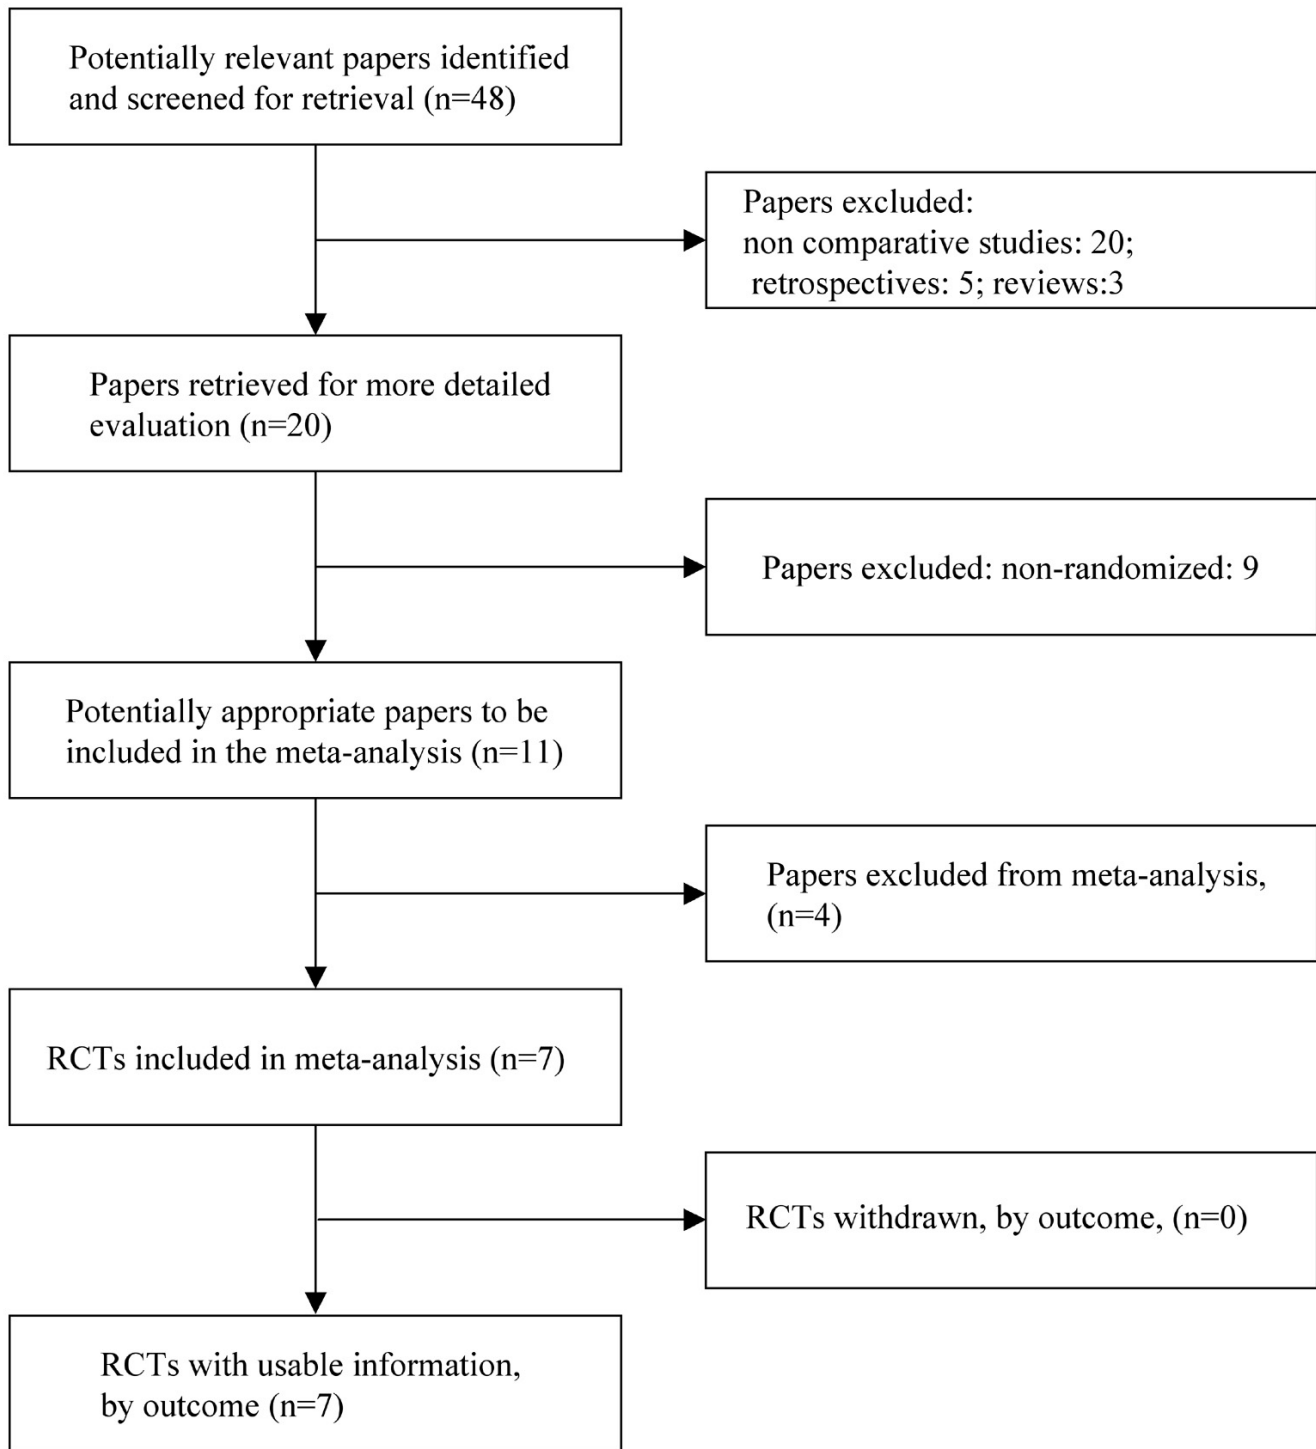 Potentially relevant papers identified
and screened for retrieval (n=48)
Papers excluded:
non comparative studies: 20;
retrospectives: 5; reviews:3
Papers retrieved for more detailed
evaluation (n=20)
Papers excluded: non-randomized: 9
Potentially appropriate papers to be
included in the meta-analysis (n=11)
Papers excluded from meta-analysis,
(n=4)
RCTs included in meta-analysis (n=7)
RCTs withdrawn, by outcome, (n=0)
RCTs with usable information,
by outcome (n=7)